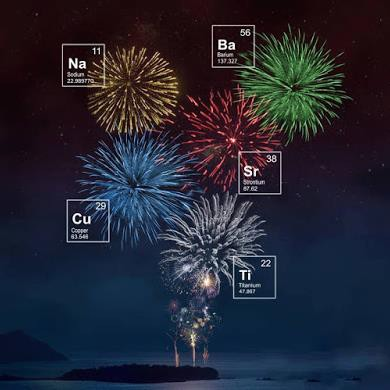 11
Na
Sodium
22.989770
56
Ba
Barium
137.327
38
Sr
Strontium
87.62
29
Cu
Copper
63.546
22
Ti
Titanium
47.867